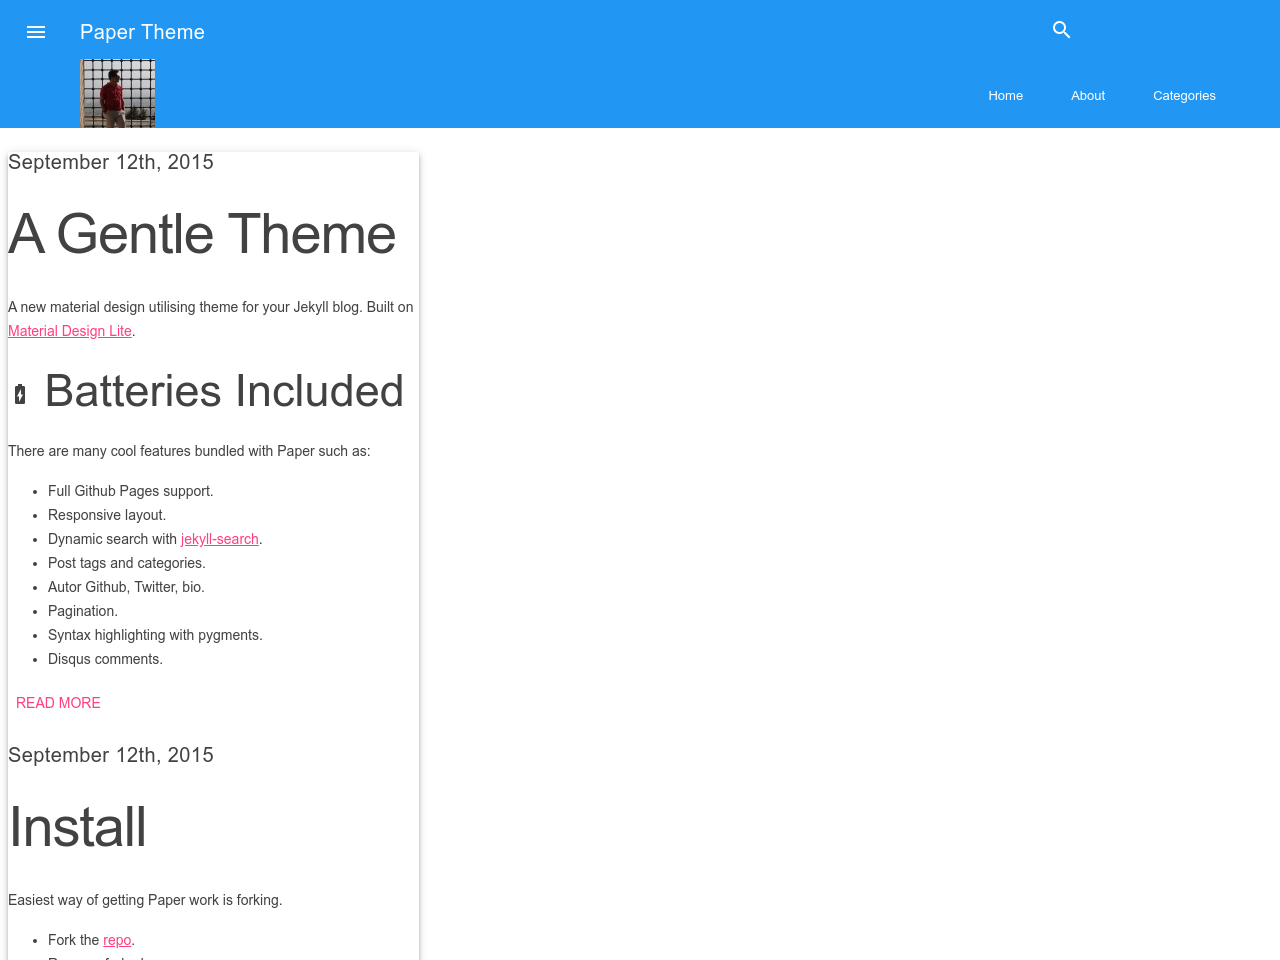 Paper Theme
Home
About
Categories
September 12th, 2015
A Gentle Theme
A new material design utilising theme for your Jekyll blog. Built on
Material Design Lite.
Batteries Included
There are many cool features bundled with Paper such as:
Full Github Pages support.
Responsive layout.
Dynamic search with jekyll-search.
Post tags and categories.
Autor Github, Twitter, bio.
Pagination.
Syntax highlighting with pygments.
Disqus comments.
READ MORE
September 12th, 2015
Install
Easiest way of getting Paper work is forking.
Fork the repo.